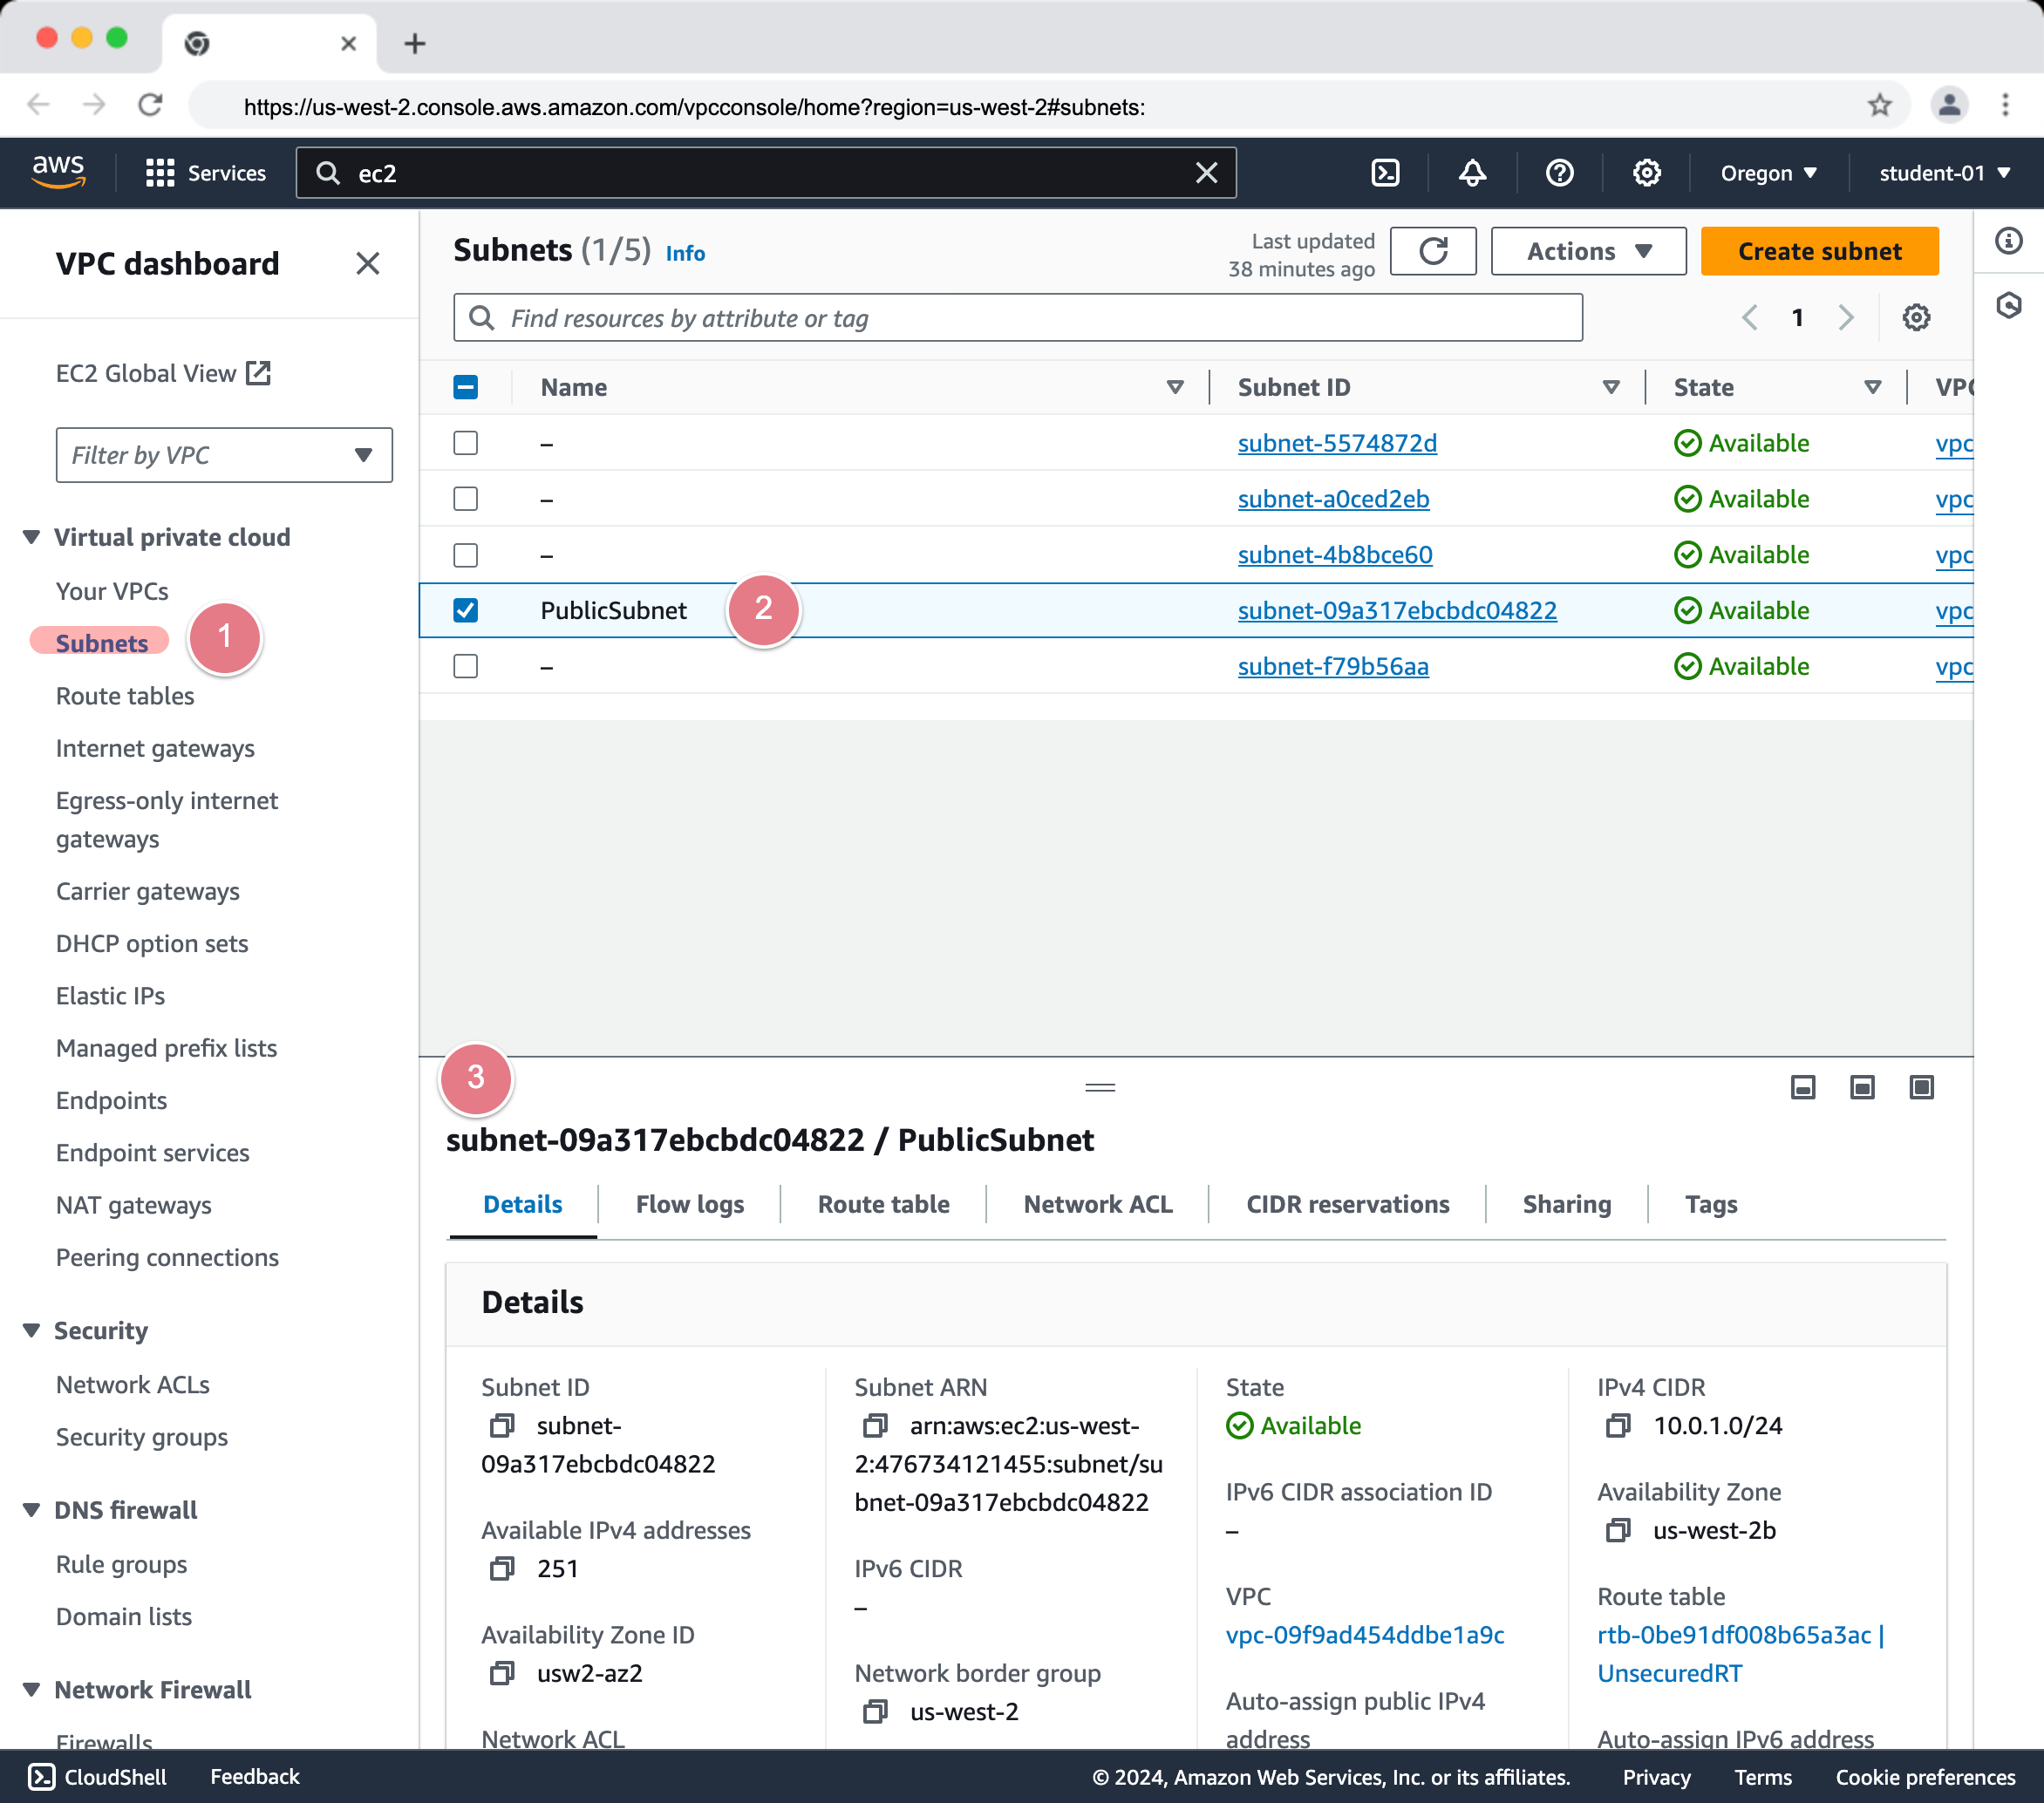 https://us-west-2.console.aws.amazon.com/vpcconsole/home?region=us-west-2#subnets:
aws
Services
ec2
Oregon
student-01
VPC dashboard
EC2 Global View
Filter by VPC
Virtual private cloud
Your VPCs
Subnets
1
Route tables
Internet gateways
Egress-only internet
gateways
Carrier gateways
DHCP option sets
Elastic IPs
Managed prefix lists
Endpoints
Endpoint services
NAT gateways
Peering connections
Security
Network ACLs
Security groups
DNS firewall
Rule groups
Domain lists
Network Firewall
Firewalls
Subnets (1/5) Info
Last updated
38 minutes ago
Actions
Create subnet
Find resources by attribute or tag
1
Name Subnet ID State VPC
– subnet-5574872d Available vpc
– subnet-a0ced2eb Available vpc
– subnet-4b8bce60 Available vpc
PublicSubnet 2 subnet-09a317ebcbdc04822 Available vpc
– subnet-f79b56aa Available vpc
3
subnet-09a317ebcbdc04822 / PublicSubnet
Details Flow logs Route table Network ACL CIDR reservations Sharing Tags
Details
Subnet ID
subnet-
09a317ebcbdc04822
Available IPv4 addresses
251
Availability Zone ID
usw2-az2
Network ACL
Subnet ARN
arn:aws:ec2:us-west-
2:476734121455:subnet/su
bnet-09a317ebcbdc04822
IPv6 CIDR
–
Network border group
us-west-2
State
Available
IPv6 CIDR association ID
–
VPC
vpc-09f9ad454ddbe1a9c
Auto-assign public IPv4
address
IPv4 CIDR
10.0.1.0/24
Availability Zone
us-west-2b
Route table
rtb-0be91df008b65a3ac |
UnsecuredRT
Auto-assign IPv6 address
CloudShell
Feedback
© 2024, Amazon Web Services, Inc. or its affiliates.
Privacy
Terms
Cookie preferences